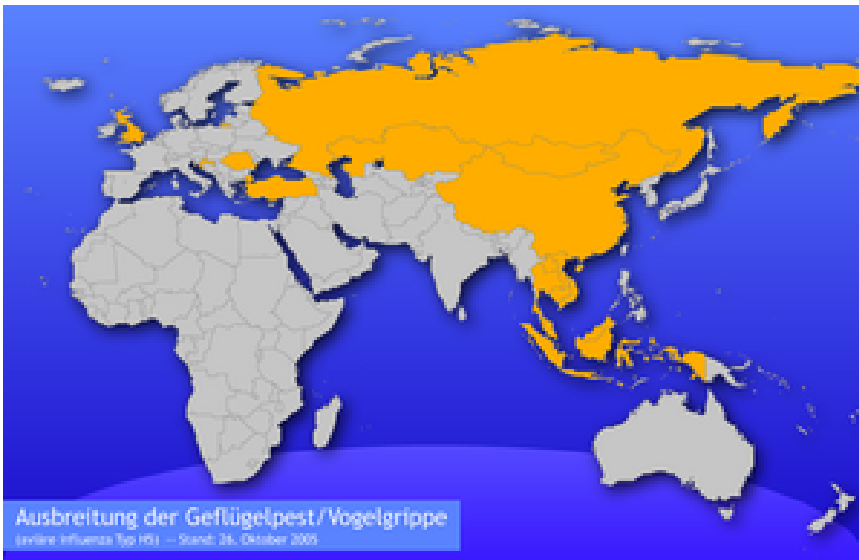 Ausbreitung der Geflügelpest/Vogelgrippe
(aviäre Influenza Typ H5) — Stand: 26. Oktober 2005